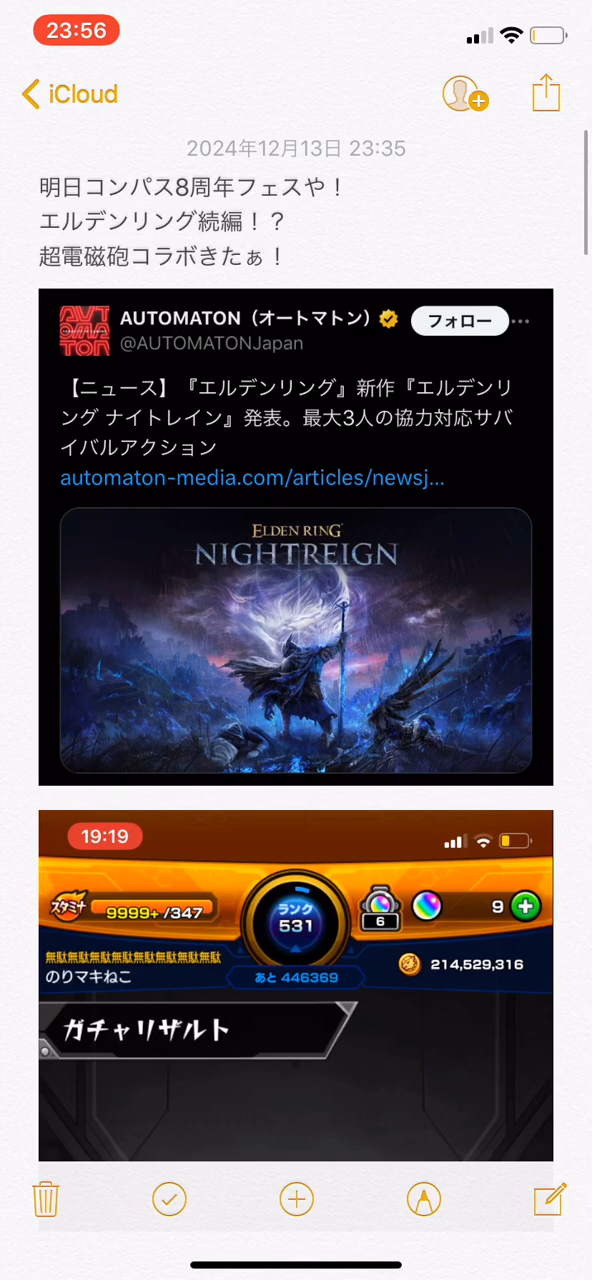 23:56
iCloud
2024年12月13日 23:35
明日コンパス8周年フェスや！
エルデンリング続編！？
超電磁砲コラボきたぁ！
AUTOMATON
AUTOMATON（オートマトン）
フォロー
@AUTOMATONJapan
【ニュース】『エルデンリング』新作『エルデンリ
ング ナイトレイン』発表。最大3人の協力対応サバ
イバルアクション
automaton-media.com/articles/newsj…
ELDEN RING
NIGHTREIGN
19:19
スタミナ
9999+/347
ランク
531
6
9
無駄無駄無駄無駄無駄無駄無駄無駄無駄無駄
のりマキねこ
あと 446369
214,529,316
ガチャリザルト